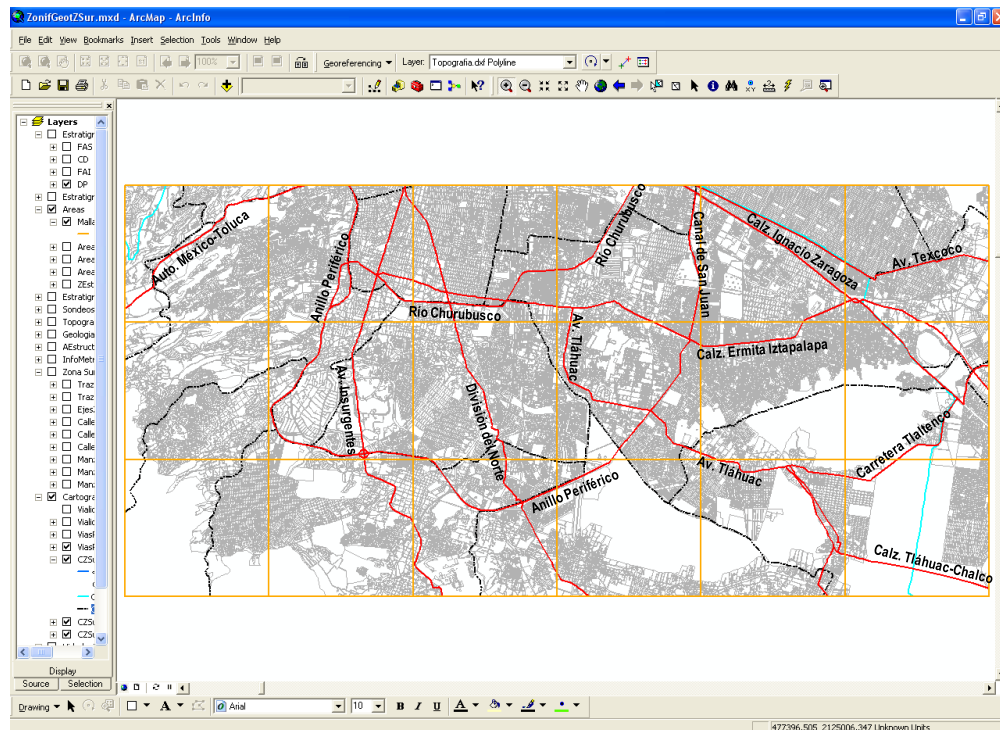 ZonifGeotZSur.mxd - ArcMap - ArcInfo
File Edit View Bookmarks Insert Selection Tools Window Help
100% Georeferencing Layer: Topografia.dxf Polyline
Layers
Estratigr
FAS
CD
FAI
DP
Estratigr
Areas
Malla
Area
Area
Area
ZEst
Estratigr
Sondeos
Topogra
Geologia
AEstruct
InfoMetr
Zona Sur
Traz
Traz
Ejes
Calle
Calle
Calle
Manz
Manz
Manz
Cartogra
Vialid
Vialid
ViasF
ViasF
CZSu
CZSu
CZSu
Display
Source Selection
Auto. México-Toluca
Anillo Periférico
Río Churubusco
Canal de San Juan
Calz. Ignacio Zaragoza
Av. Texcoco
Río Churubusco
Av. Tláhuac
Calz. Ermita Iztapalapa
Av. Insurgentes
División del Norte
Av. Tláhuac
Carretera Tlaltenco
Anillo Periférico
Calz. Tláhuac-Chalco
Drawing A Arial 10 B I U A
477396.505 2125006.347 Unknown Units